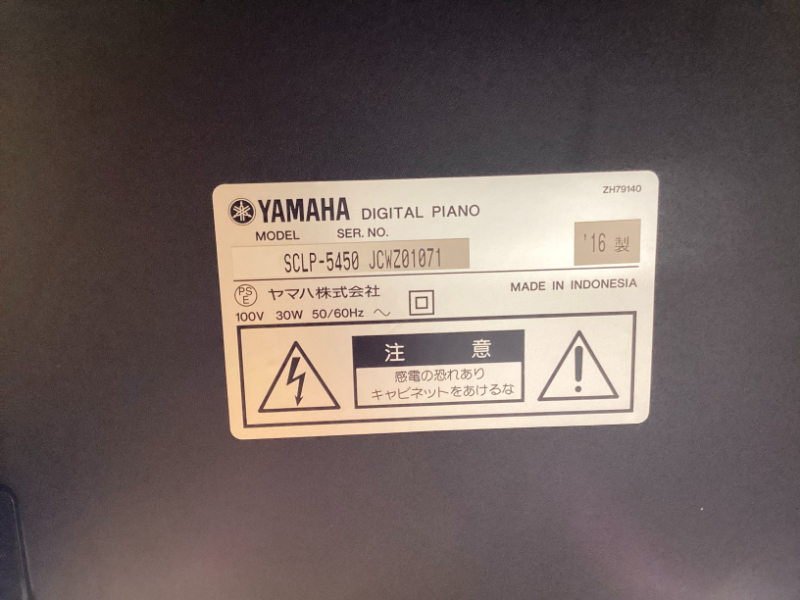 ZH79140
YAMAHA DIGITAL PIANO
MODEL SER. NO.
SCLP-5450 JCWZ01071 '16 製
PS E ヤマハ株式会社 MADE IN INDONESIA
100V 30W 50/60Hz ～
注 意
感電の恐れあり
キャビネットをあけるな